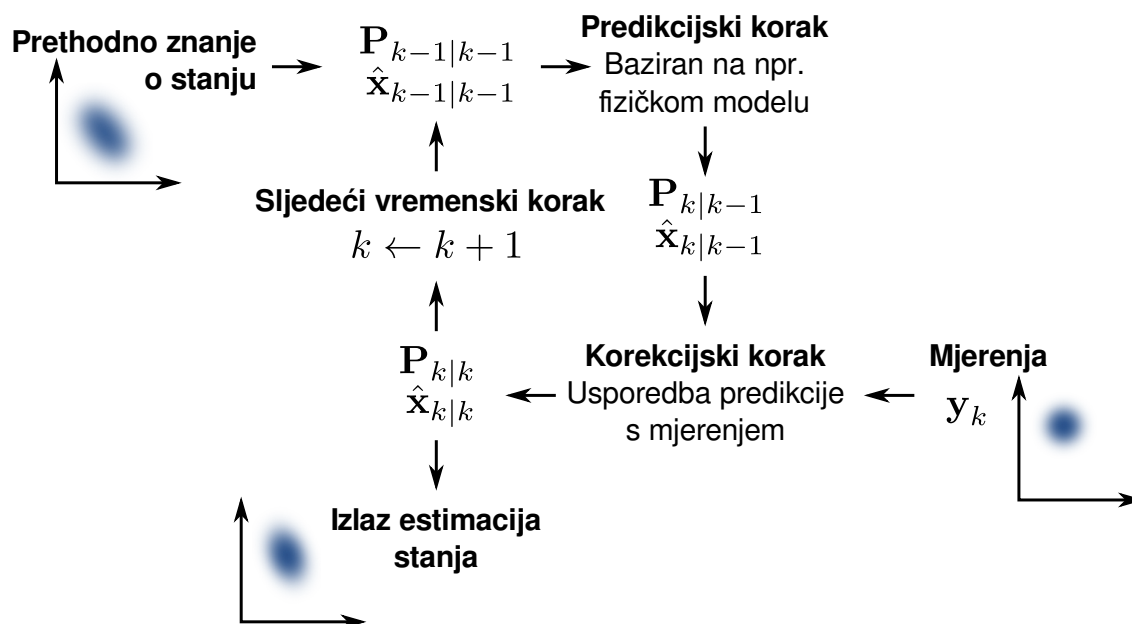 Prethodno znanje
o stanju
P_{k−1|k−1}
x̂_{k−1|k−1}
Predikcijski korak
Baziran na npr.
fizičkom modelu
Sljedeći vremenski korak
k ← k + 1
P_{k|k−1}
x̂_{k|k−1}
P_{k|k}
x̂_{k|k}
Korekcijski korak
Usporedba predikcije
s mjerenjem
Mjerenja
y_k
Izlaz estimacija
stanja